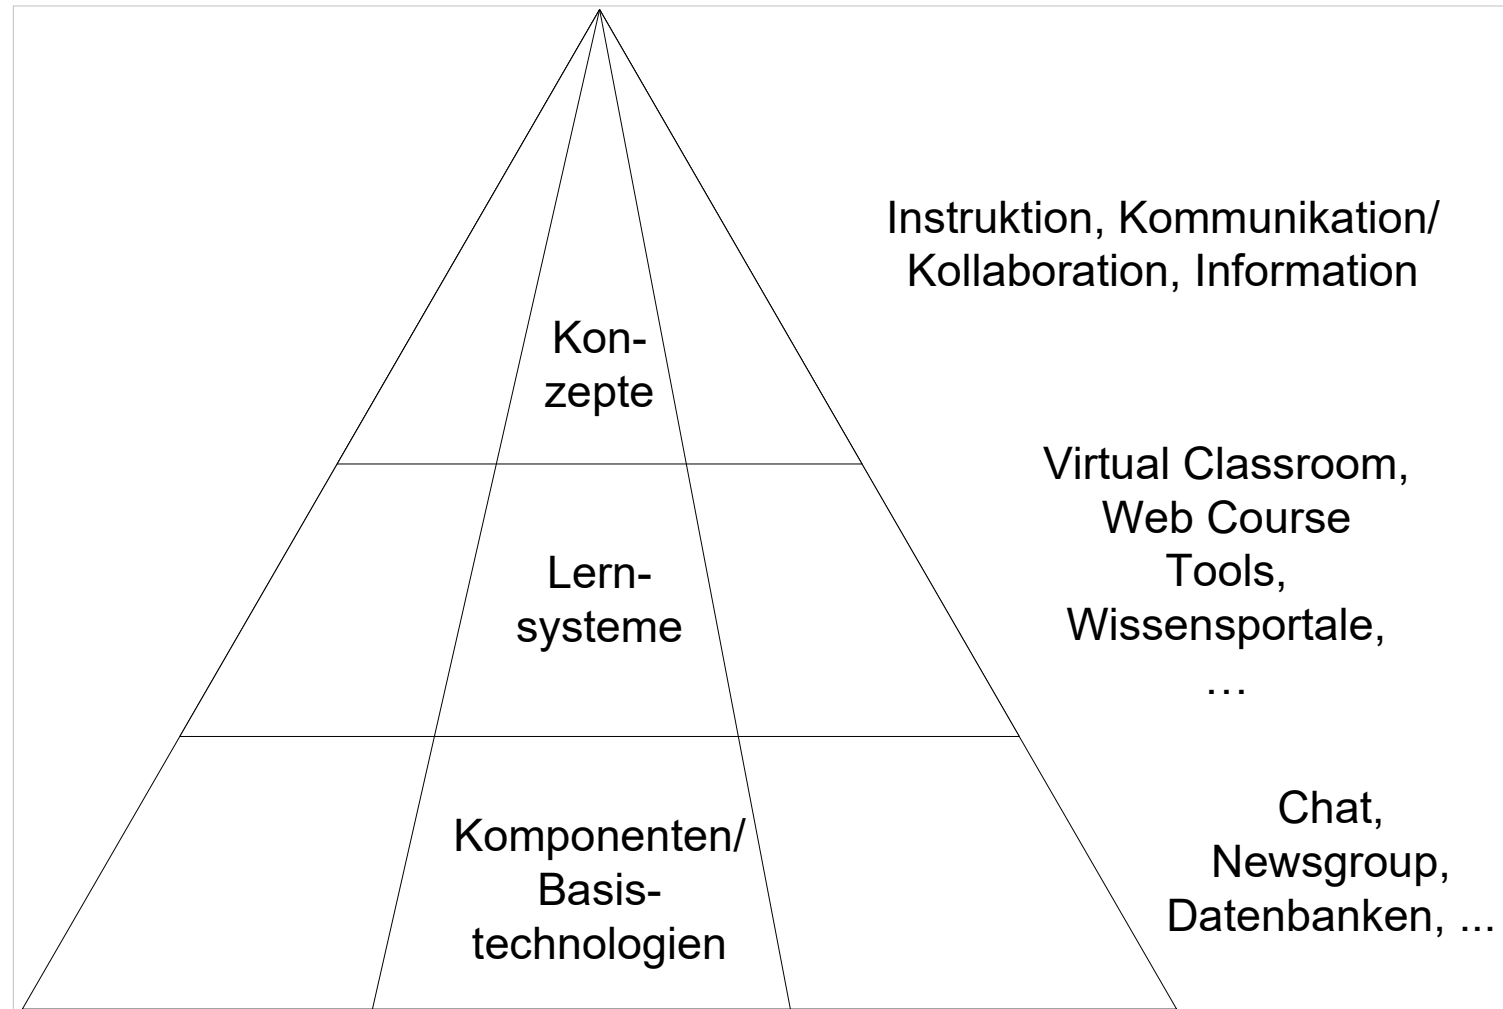 Instruktion, Kommunikation/
Kollaboration, Information
Kon-
zepte
Virtual Classroom,
Web Course
Tools,
Wissensportale,
…
Lern-
systeme
Chat,
Newsgroup,
Datenbanken, ...
Komponenten/
Basis-
technologien